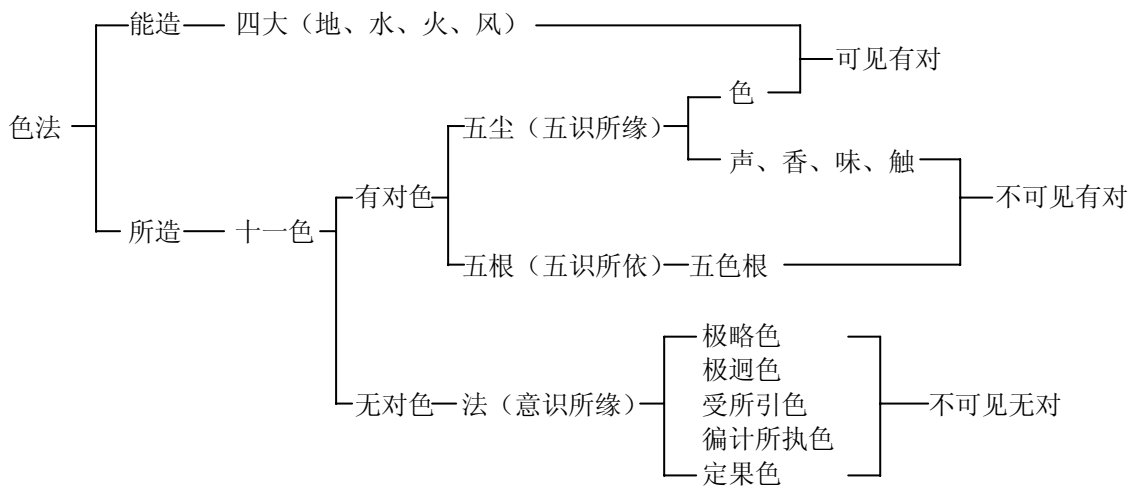 能造 四大（地、水、火、风）
可见有对
色
色法
五尘（五识所缘）
声、香、味、触
有对色
不可见有对
所造 十一色
五根（五识所依） 五色根
极略色
极迥色
无对色 法（意识所缘） 受所引色 不可见无对
徧计所执色
定果色